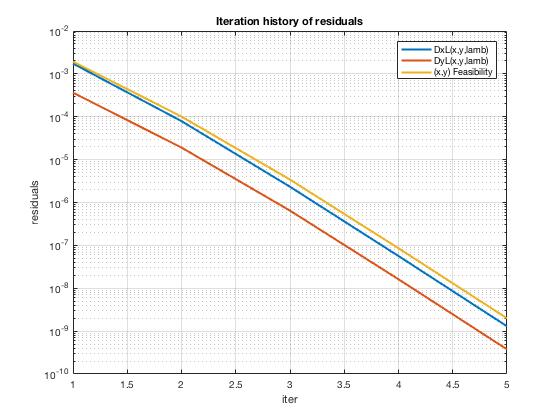 Iteration history of residuals
DxL(x,y,lamb)
DyL(x,y,lamb)
(x,y) Feasibility
residuals
10^-2
10^-3
10^-4
10^-5
10^-6
10^-7
10^-8
10^-9
10^-10
1 1.5 2 2.5 3 3.5 4 4.5 5
iter